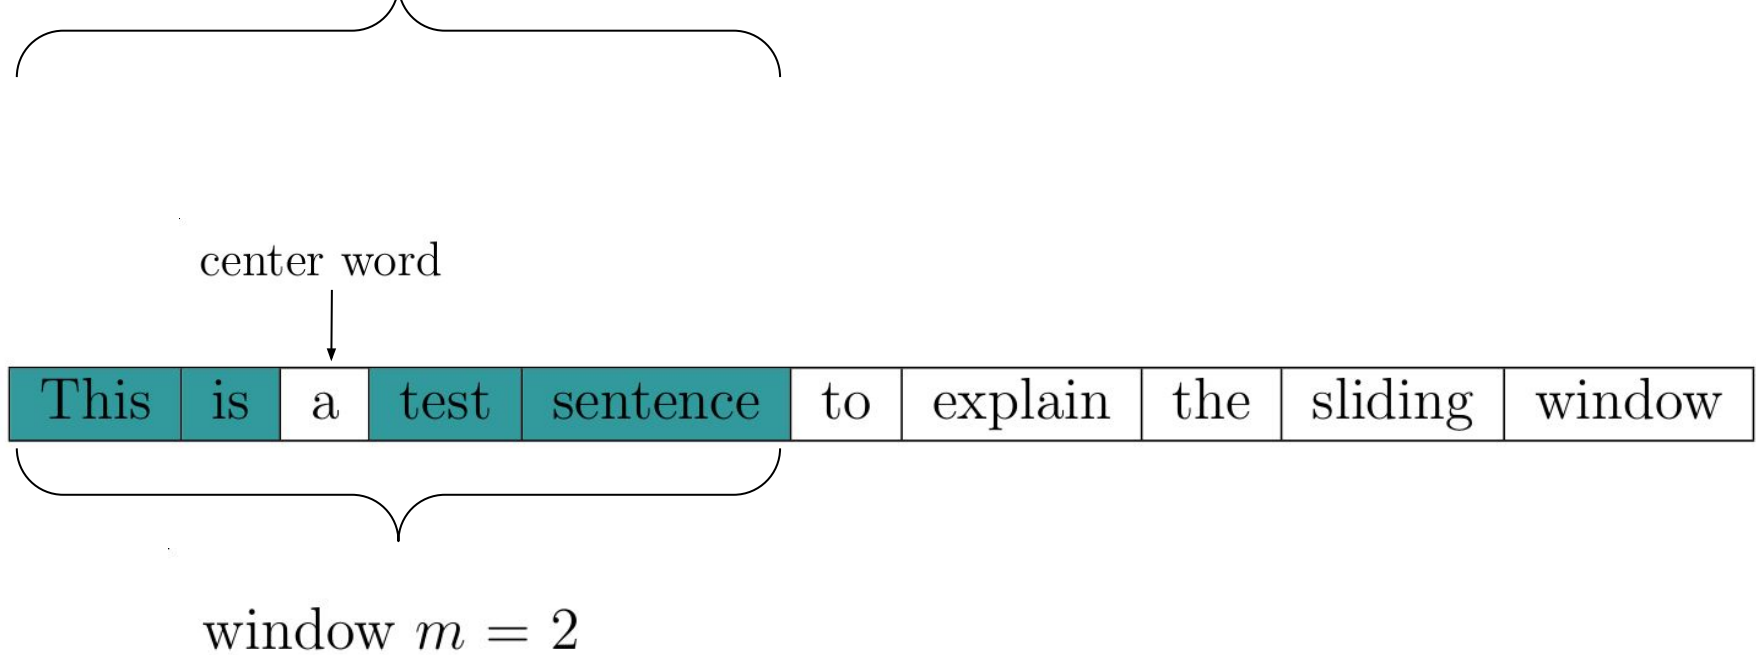 center word
This is a test sentence to explain the sliding window
window m = 2